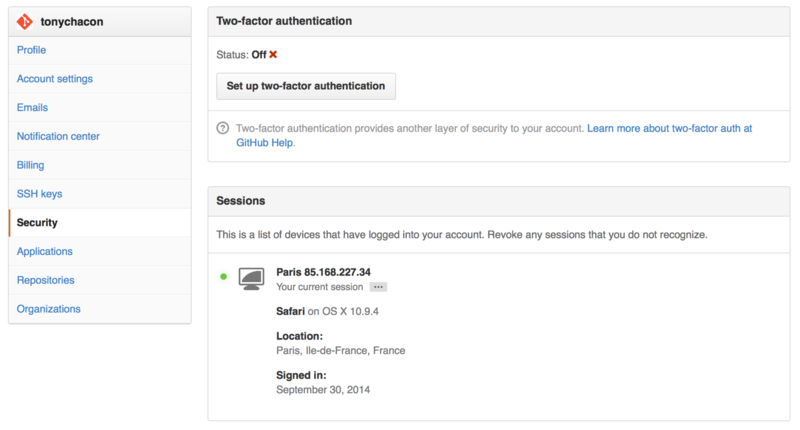 tonychacon
Profile
Account settings
Emails
Notification center
Billing
SSH keys
Security
Applications
Repositories
Organizations
Two-factor authentication
Status: Off ✖
Set up two-factor authentication
Two-factor authentication provides another layer of security to your account. Learn more about two-factor auth at
GitHub Help.
Sessions
This is a list of devices that have logged into your account. Revoke any sessions that you do not recognize.
Paris 85.168.227.34
Your current session ···
Safari on OS X 10.9.4
Location:
Paris, Ile-de-France, France
Signed in:
September 30, 2014